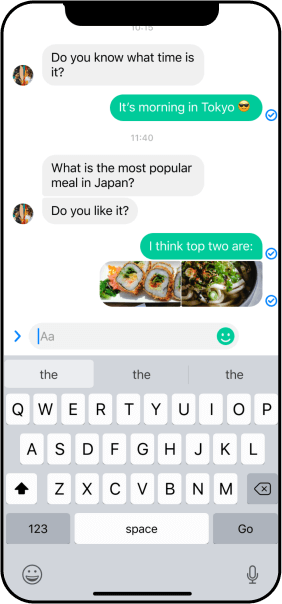 10:15
Do you know what time is
it?
It's morning in Tokyo 😎
11:40
What is the most popular
meal in Japan?
Do you like it?
I think top two are:
Aa
the the the
Q W E R T Y U I O P
A S D F G H J K L
Z X C V B N M
123 space Go